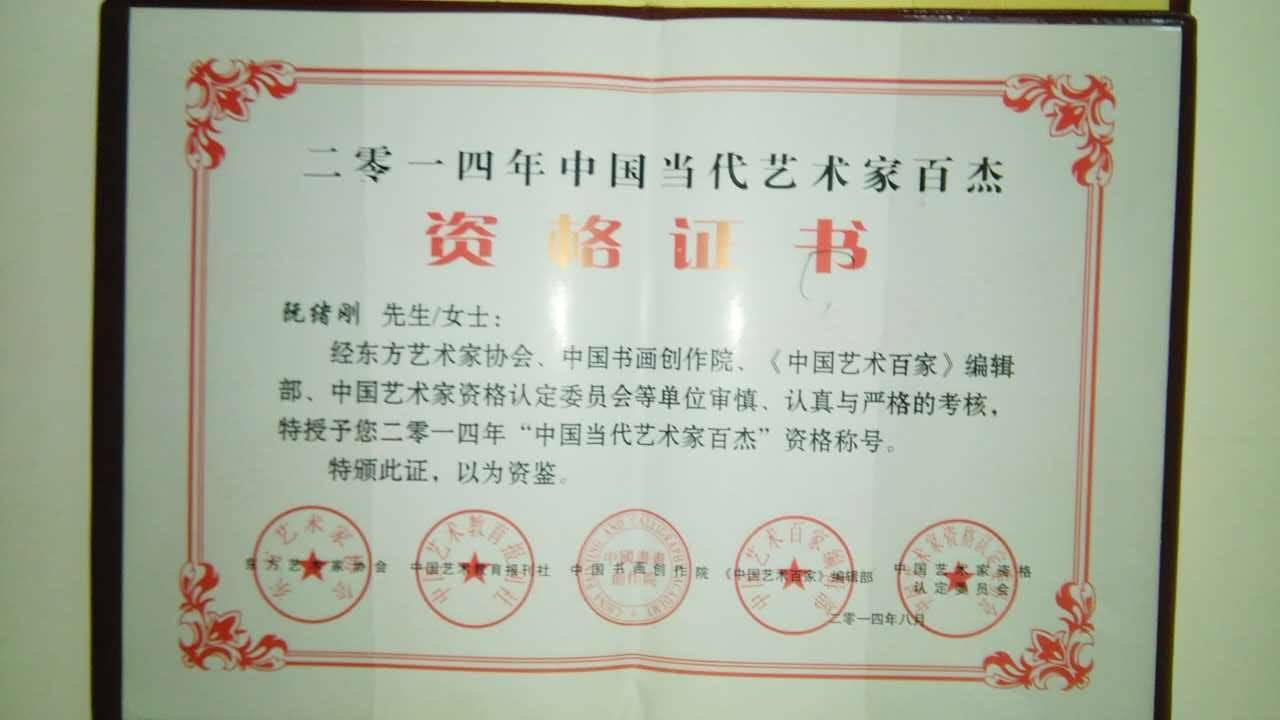 二零一四年中国当代艺术家百杰
资格证书
阮绪刚 先生/女士：
经东方艺术家协会、中国书画创作院、《中国艺术百家》编辑
部、中国艺术家资格认定委员会等单位审慎、认真与严格的考核，
特授予您二零一四年“中国当代艺术家百杰”资格称号。
特颁此证，以为资鉴。
东方艺术家协会 中国艺术教育报刊社 中国书画创作院 《中国艺术百家》编辑部 中国艺术家资格
认定委员会
二零一四年八月